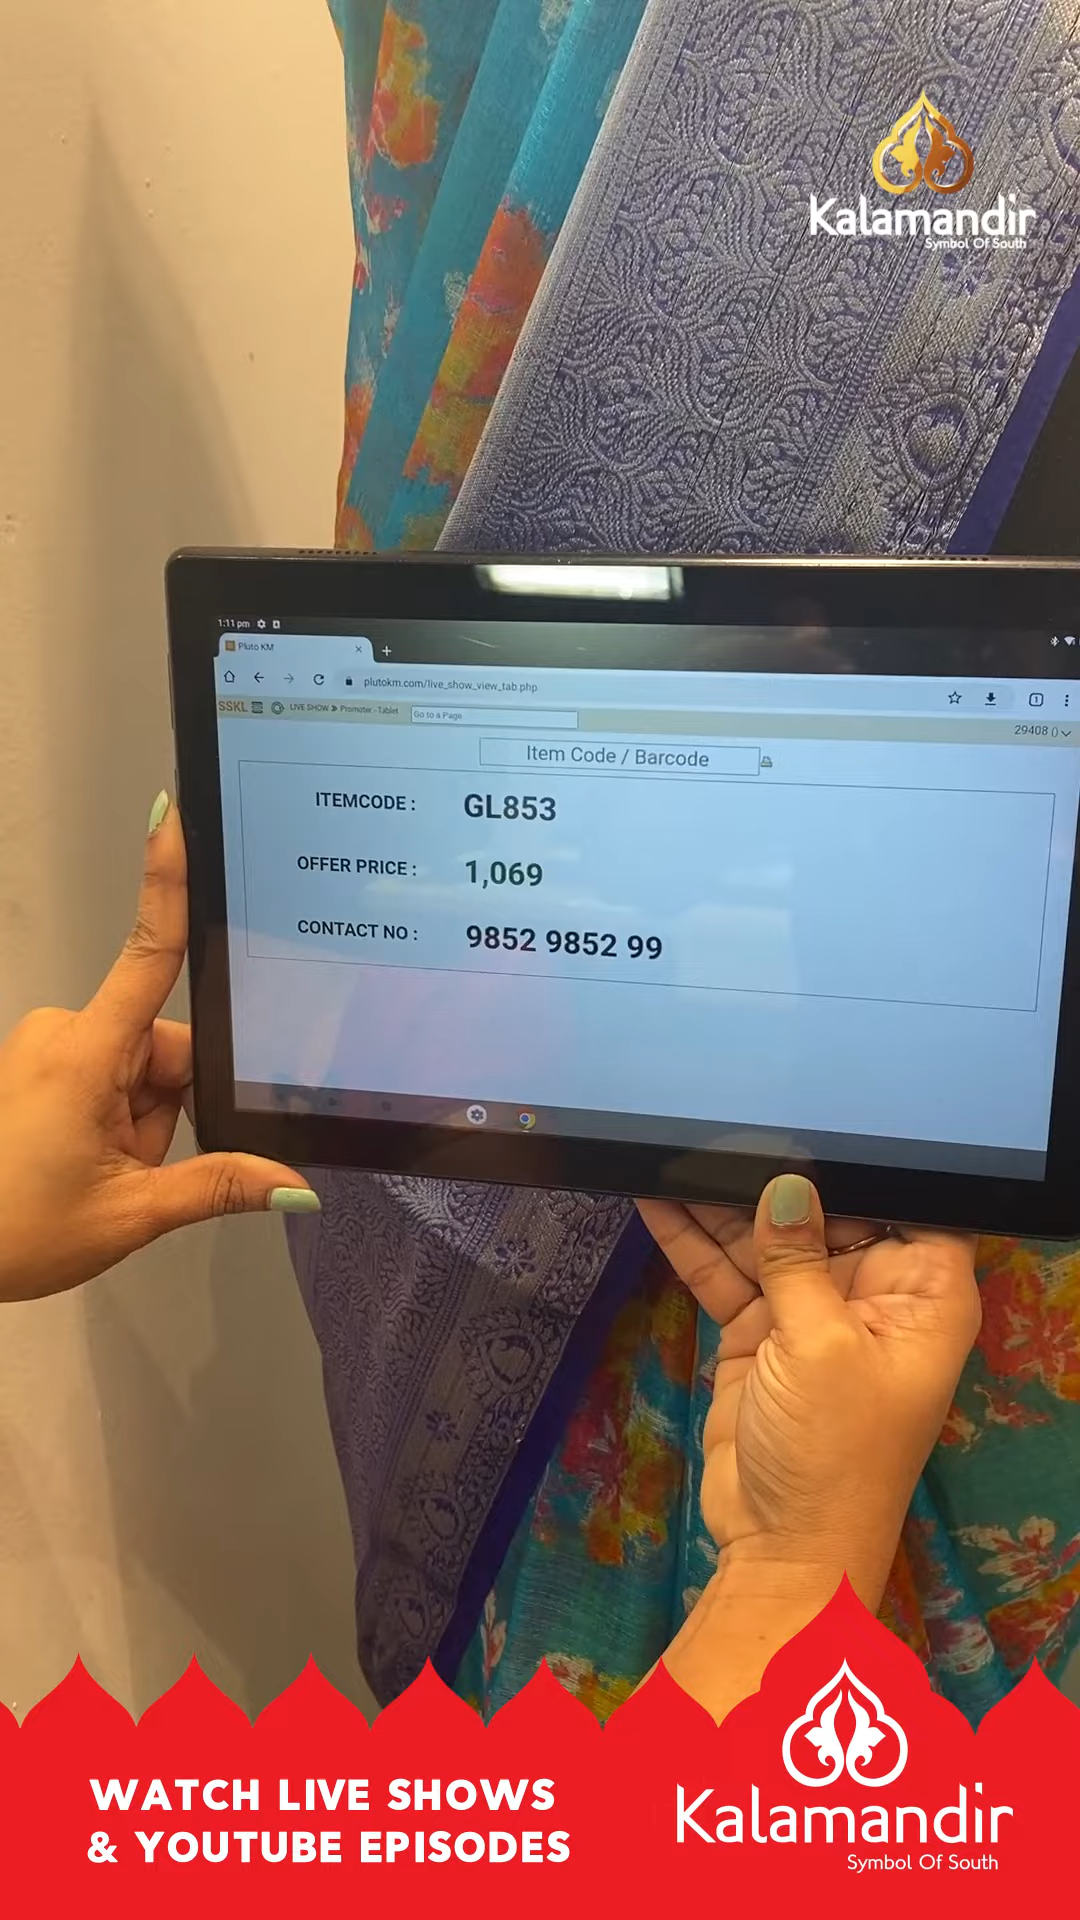 Kalamandir
Symbol Of South
1:11 pm
Pluto KM
plutokm.com/live_show_view_tab.php
SSKL
LIVE SHOW » Promoter - Tablet
Go to a Page
29408 ()
Item Code / Barcode
ITEMCODE : GL853
OFFER PRICE : 1,069
CONTACT NO : 9852 9852 99
WATCH LIVE SHOWS
& YOUTUBE EPISODES
Kalamandir
Symbol Of South